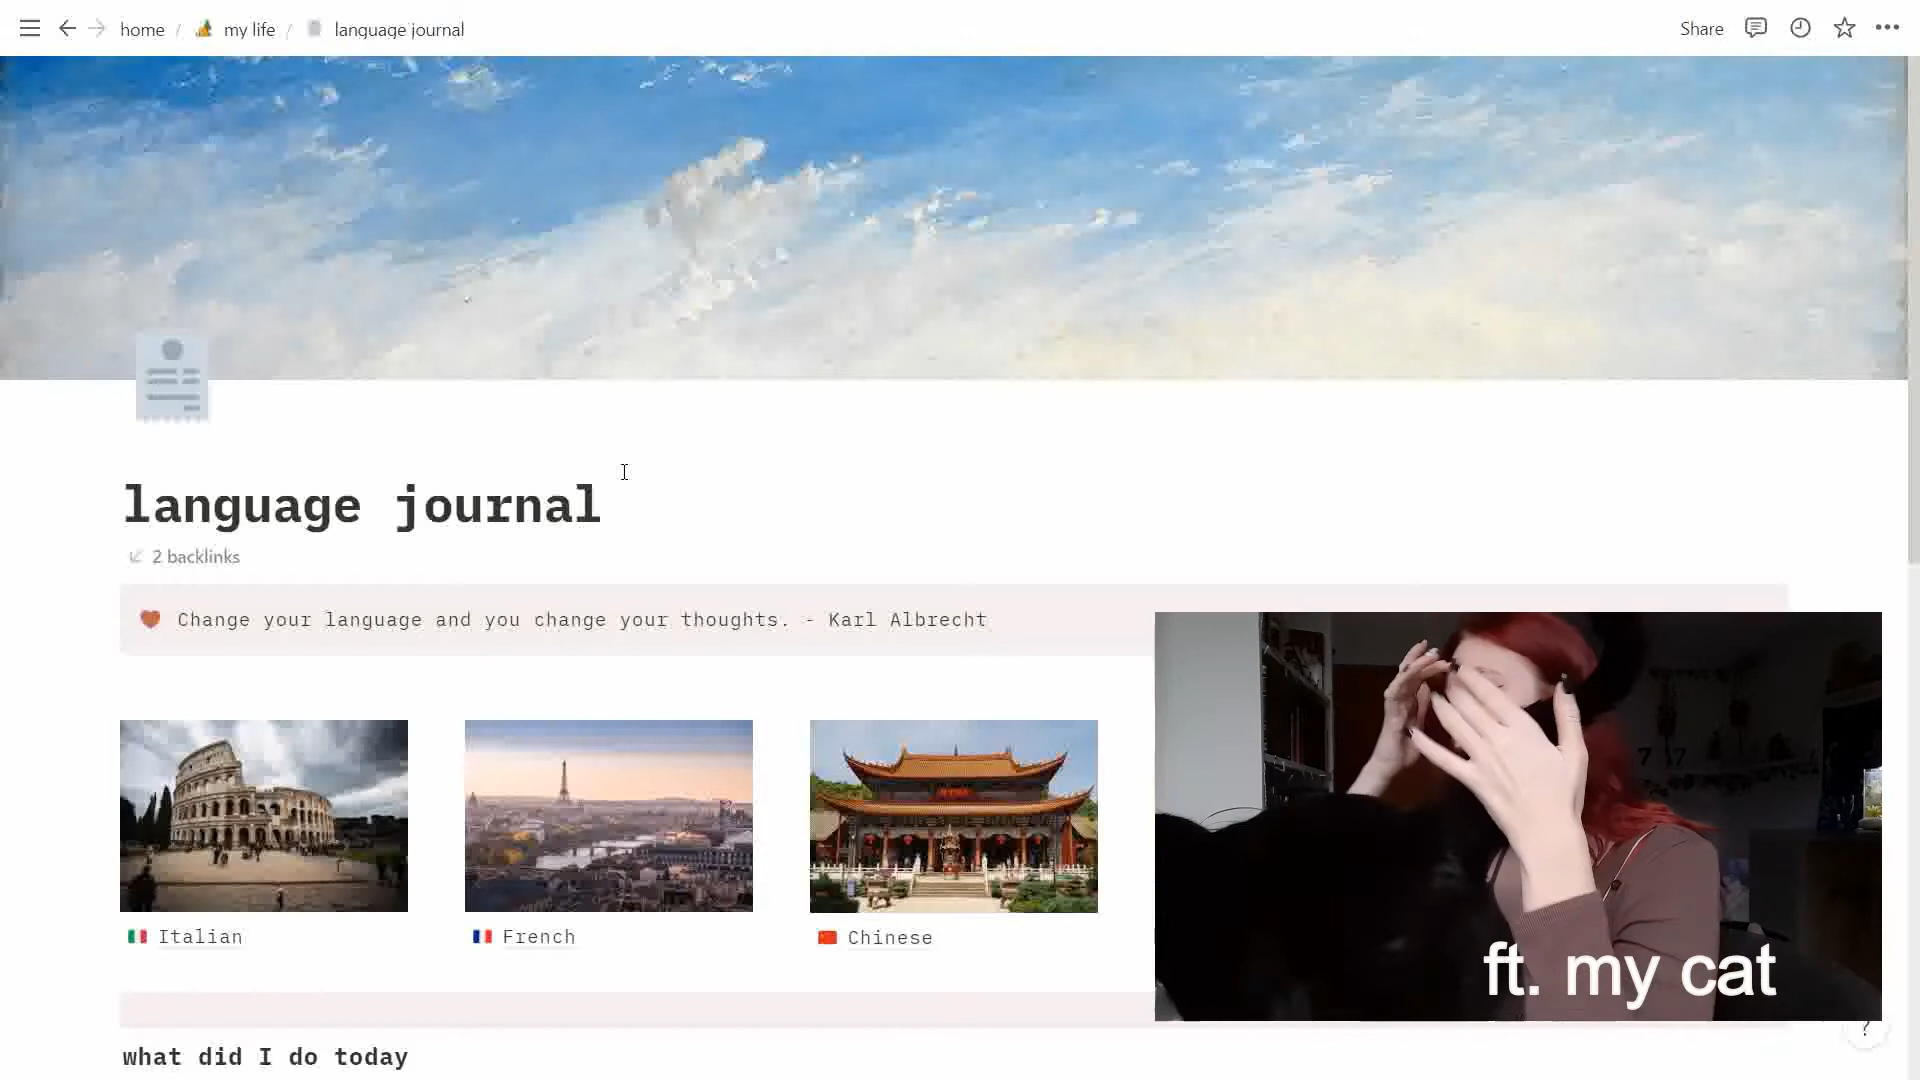 home / my life / language journal
Share
language journal
2 backlinks
Change your language and you change your thoughts. - Karl Albrecht
Italian
French
Chinese
ft. my cat
?
what did I do today